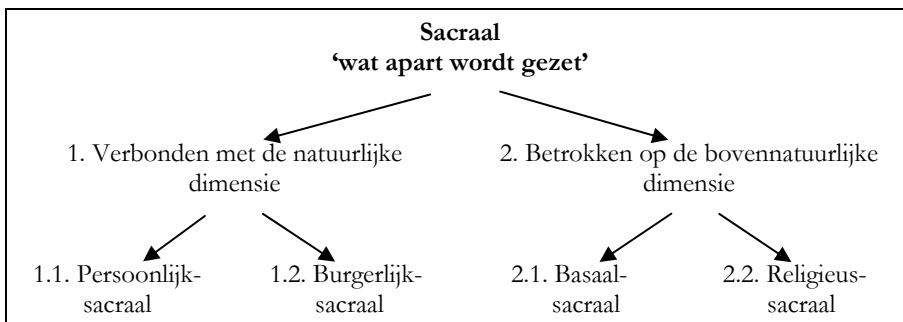 Sacraal
‘wat apart wordt gezet’
1. Verbonden met de natuurlijke
dimensie
2. Betrokken op de bovennatuurlijke
dimensie
1.1. Persoonlijk-
sacraal
1.2. Burgerlijk-
sacraal
2.1. Basaal-
sacraal
2.2. Religieus-
sacraal